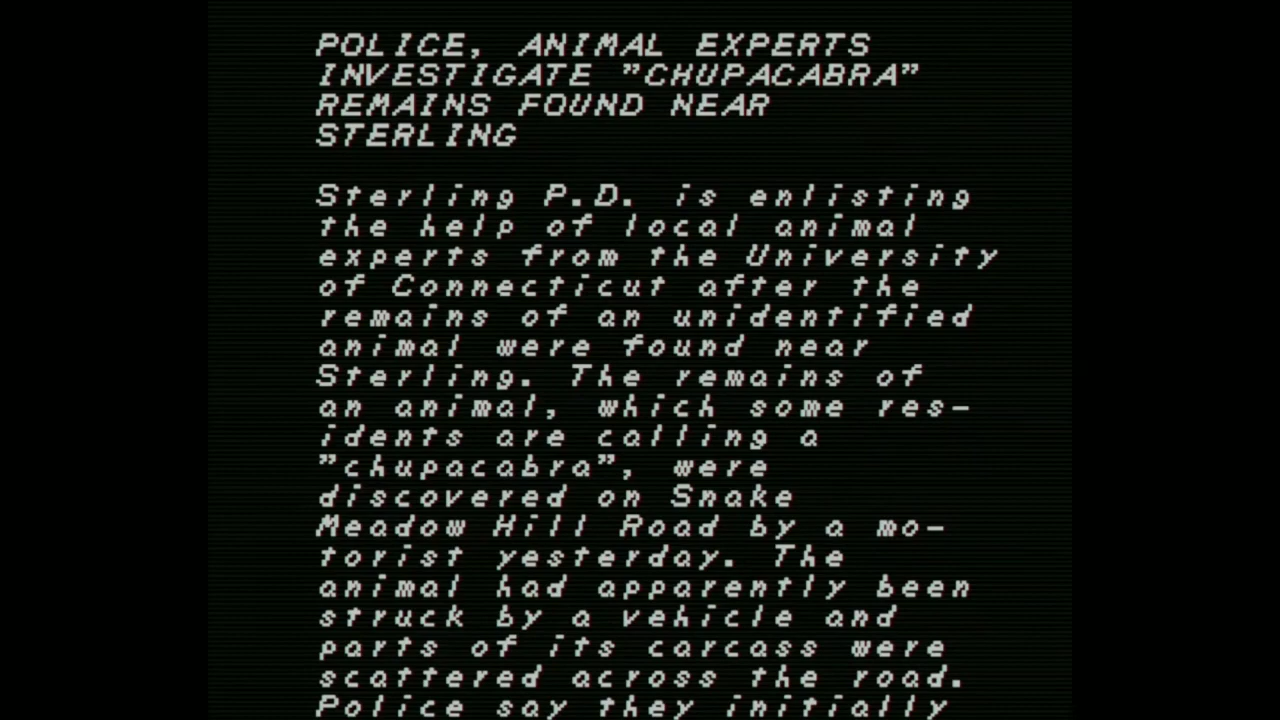 POLICE, ANIMAL EXPERTS
INVESTIGATE "CHUPACABRA"
REMAINS FOUND NEAR
STERLING
Sterling P.D. is enlisting
the help of local animal
experts from the University
of Connecticut after the
remains of an unidentified
animal were found near
Sterling. The remains of
an animal, which some res-
idents are calling a
"chupacabra", were
discovered on Snake
Meadow Hill Road by a mo-
torist yesterday. The
animal had apparently been
struck by a vehicle and
parts of its carcass were
scattered across the road.
Police say they initially